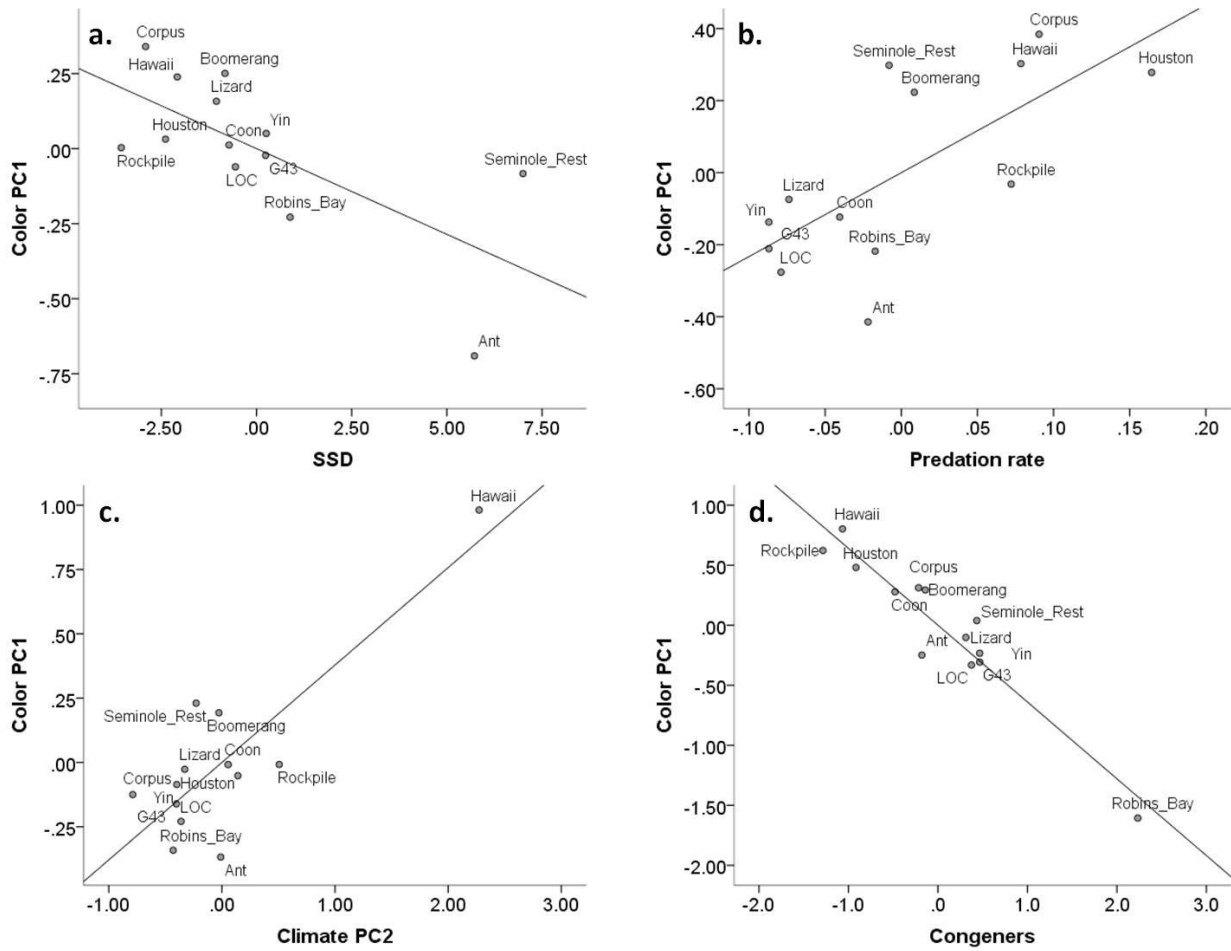 a.
Corpus
Hawaii
Boomerang
Lizard
Houston
Coon
Yin
Rockpile
LOC
G43
Seminole_Rest
Robins_Bay
Ant
.25
.00
-.25
-.50
-.75
Color PC1
-2.50 .00 2.50 5.00 7.50
SSD
b.
Corpus
Seminole_Rest
Hawaii
Houston
Boomerang
Rockpile
Lizard
Yin
Coon
G43
Robins_Bay
LOC
Ant
.40
.20
.00
-.20
-.40
-.60
Color PC1
-.10 -.05 .00 .05 .10 .15 .20
Predation rate
c.
Hawaii
Seminole_Rest
Boomerang
Lizard
Coon
Corpus
Houston
Rockpile
Yin
LOC
G43
Robins_Bay
Ant
1.00
.75
.50
.25
.00
-.25
Color PC1
-1.00 .00 1.00 2.00 3.00
Climate PC2
d.
Hawaii
Rockpile
Houston
Corpus
Boomerang
Coon
Seminole_Rest
Ant
Lizard
Yin
LOC
G43
Robins_Bay
1.00
.50
.00
-.50
-1.00
-1.50
-2.00
Color PC1
-2.0 -1.0 .0 1.0 2.0 3.0
Congeners